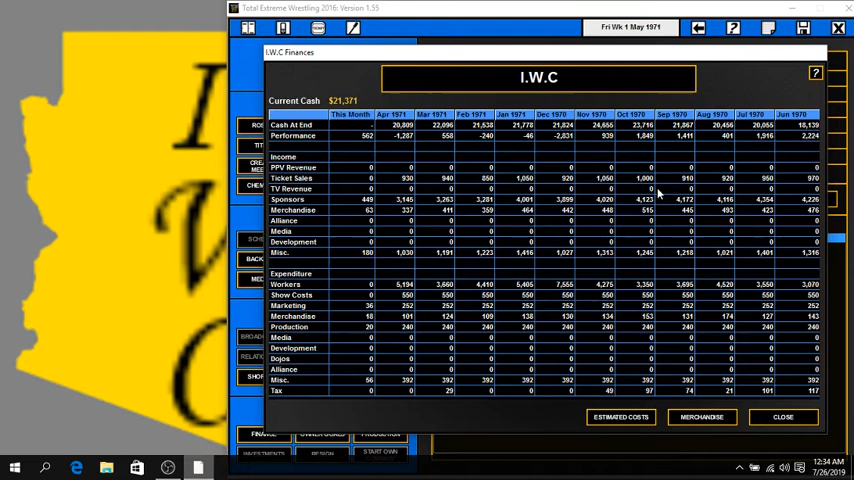 Total Extreme Wrestling 2016: Version 1.55
Fri Wk 1 May 1971
I.W.C Finances
I.W.C
?
Current Cash $21,371
This Month Apr 1971 Mar 1971 Feb 1971 Jan 1971 Dec 1970 Nov 1970 Oct 1970 Sep 1970 Aug 1970 Jul 1970 Jun 1970
Cash At End - 20,809 22,096 21,538 21,778 21,824 24,655 23,716 21,867 20,456 20,055 18,139
Performance 562 -1,287 558 -240 -46 -2,831 939 1,849 1,411 401 1,916 2,224
Income
PPV Revenue 0 0 0 0 0 0 0 0 0 0 0 0
Ticket Sales 0 930 940 850 1,050 920 1,050 1,000 910 920 950 970
TV Revenue 0 0 0 0 0 0 0 0 0 0 0 0
Sponsors 449 3,145 3,263 3,281 4,001 3,899 4,020 4,123 4,172 4,116 4,354 4,226
Merchandise 63 337 411 359 464 442 448 515 445 493 423 476
Alliance 0 0 0 0 0 0 0 0 0 0 0 0
Media 0 0 0 0 0 0 0 0 0 0 0 0
Development 0 0 0 0 0 0 0 0 0 0 0 0
Misc. 180 1,030 1,191 1,223 1,416 1,027 1,313 1,245 1,218 1,021 1,401 1,316
Expenditure
Workers 0 5,194 3,660 4,410 5,405 7,555 4,275 3,350 3,695 4,520 3,550 3,070
Show Costs 0 550 550 550 550 550 550 550 550 550 550 550
Marketing 36 252 252 252 252 252 252 252 252 252 252 252
Merchandise 18 101 124 109 138 130 134 153 131 174 127 143
Production 20 240 240 240 240 240 240 240 240 240 240 240
Media 0 0 0 0 0 0 0 0 0 0 0 0
Development 0 0 0 0 0 0 0 0 0 0 0 0
Dojos 0 0 0 0 0 0 0 0 0 0 0 0
Alliance 0 0 0 0 0 0 0 0 0 0 0 0
Misc. 56 392 392 392 392 392 392 392 392 392 392 392
Tax 0 0 29 0 0 0 49 97 74 21 101 117
ESTIMATED COSTS MERCHANDISE CLOSE
FINANCE OWNER GOALS PRODUCTION
INVESTMENTS RESIGN START OWN
I
W
12:34 AM
7/26/2019